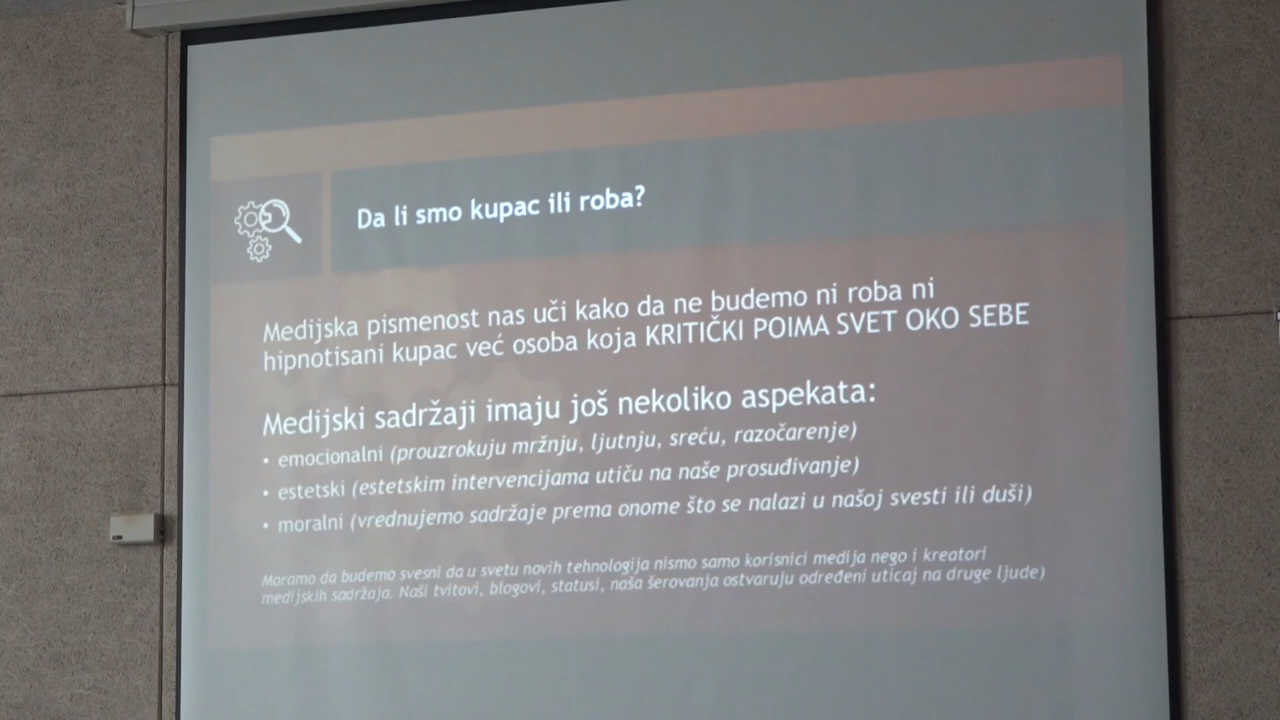 Da li smo kupac ili roba?
Medijska pismenost nas uči kako da ne budemo ni roba ni
hipnotisani kupac već osoba koja KRITIČKI POIMA SVET OKO SEBE
Medijski sadržaji imaju još nekoliko aspekata:
• emocionalni (prouzrokuju mržnju, ljutnju, sreću, razočarenje)
• estetski (estetskim intervencijama utiču na naše prosuđivanje)
• moralni (vrednujemo sadržaje prema onome što se nalazi u našoj svesti ili duši)
Moramo da budemo svesni da u svetu novih tehnologija nismo samo korisnici medija nego i kreatori
medijskih sadržaja. Naši tvitovi, blogovi, statusi, naša šerovanja ostvaruju određeni uticaj na druge ljude)